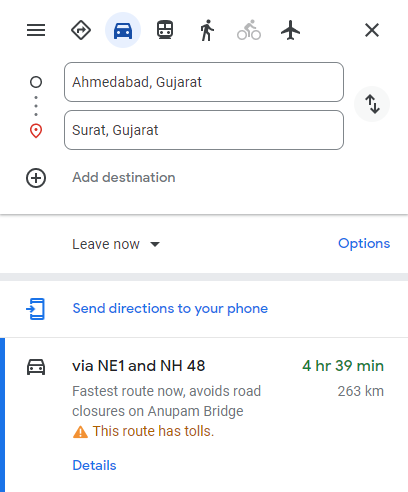 Ahmedabad, Gujarat
Surat, Gujarat
Add destination
Leave now
Options
Send directions to your phone
via NE1 and NH 48
4 hr 39 min
Fastest route now, avoids road
263 km
closures on Anupam Bridge
This route has tolls.
Details